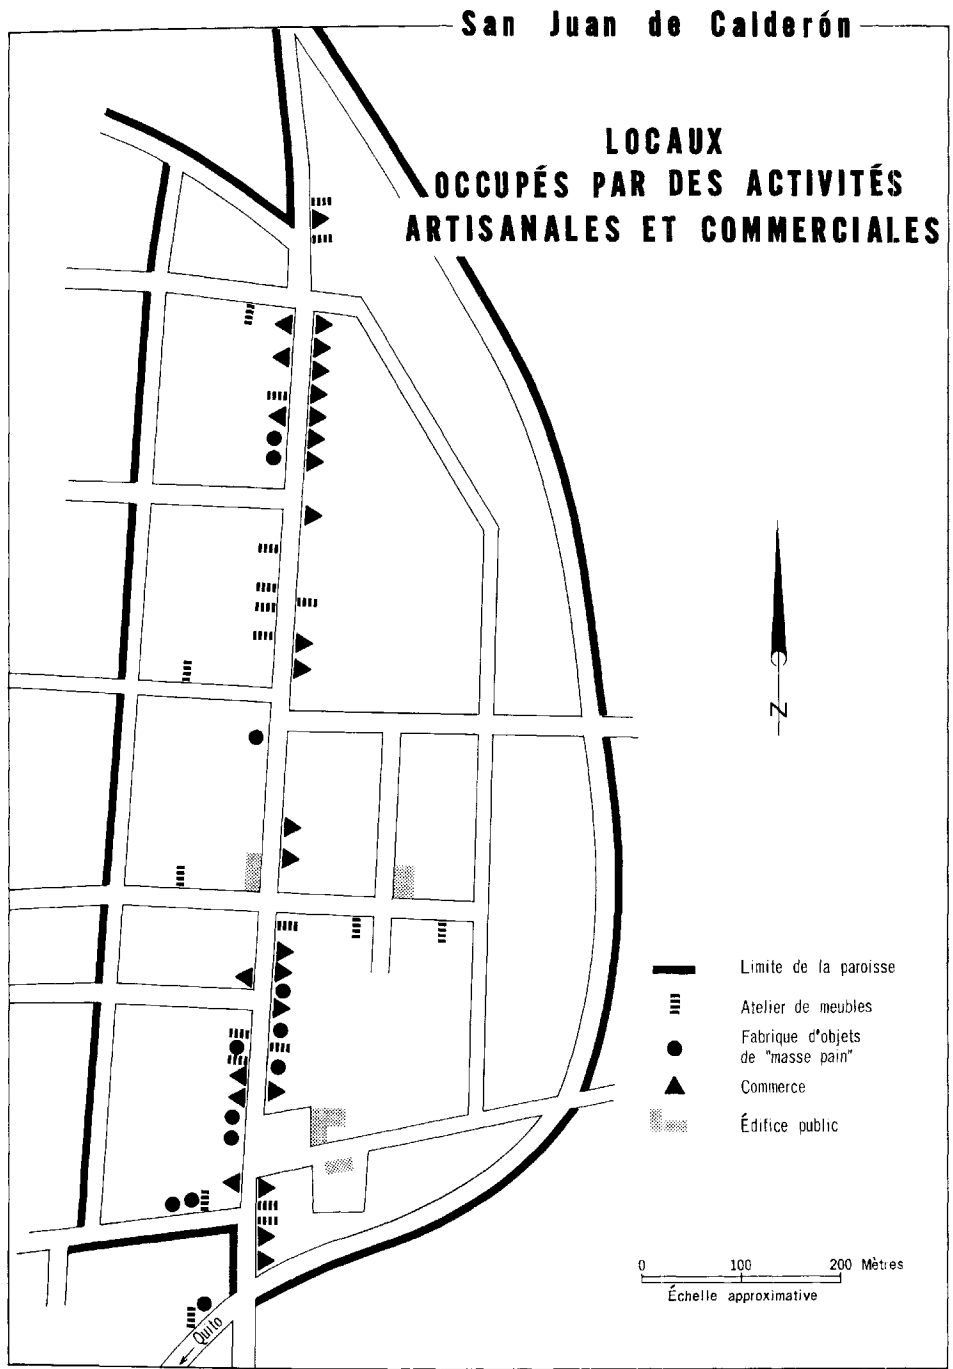 San Juan de Calderón
LOCAUX
OCCUPÉS PAR DES ACTIVITÉS
ARTISANALES ET COMMERCIALES
N
Limite de la paroisse
Atelier de meubles
Fabrique d'objets
de "masse pain"
Commerce
Édifice public
0 100 200 Mètres
Échelle approximative
← Quito